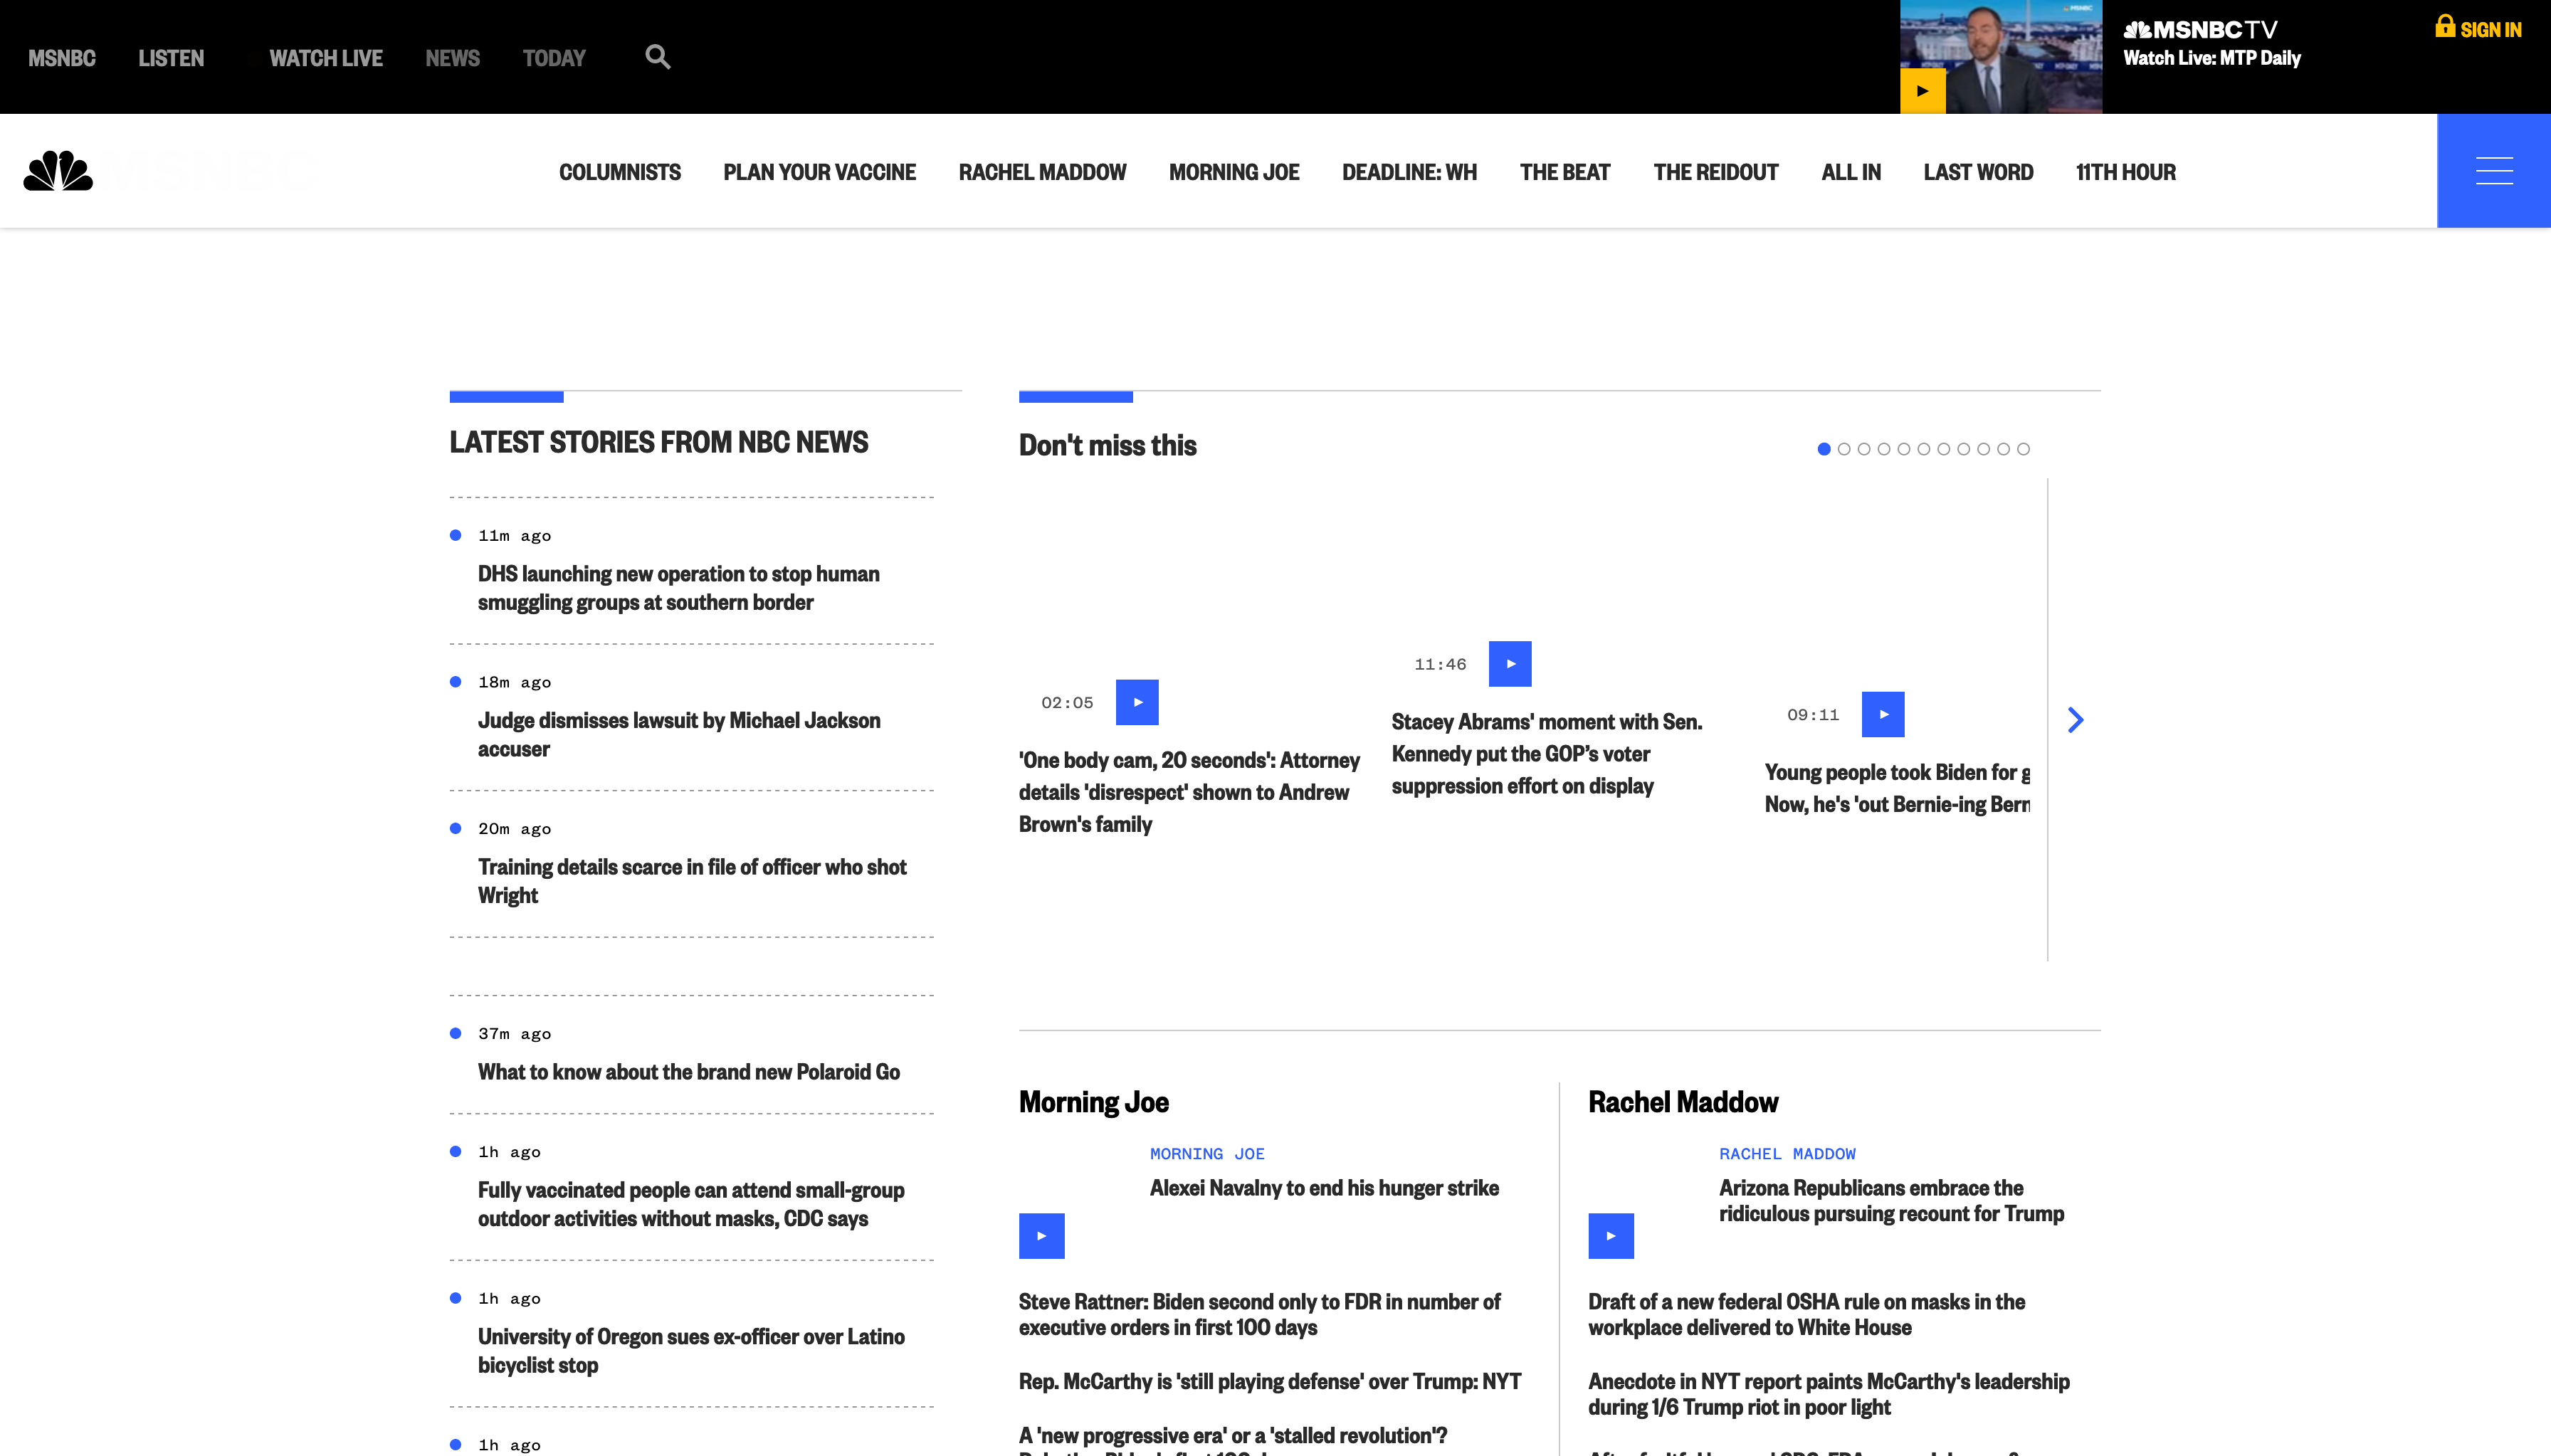 MSNBC
LISTEN
WATCH LIVE
NEWS
TODAY
MSNBC
MSNBCTV
Watch Live: MTP Daily
SIGN IN
COLUMNISTS
PLAN YOUR VACCINE
RACHEL MADDOW
MORNING JOE
DEADLINE: WH
THE BEAT
THE REIDOUT
ALL IN
LAST WORD
11TH HOUR
LATEST STORIES FROM NBC NEWS
11m ago
DHS launching new operation to stop human
smuggling groups at southern border
18m ago
Judge dismisses lawsuit by Michael Jackson
accuser
20m ago
Training details scarce in file of officer who shot
Wright
37m ago
What to know about the brand new Polaroid Go
1h ago
Fully vaccinated people can attend small-group
outdoor activities without masks, CDC says
1h ago
University of Oregon sues ex-officer over Latino
bicyclist stop
1h ago
Don't miss this
02:05
'One body cam, 20 seconds': Attorney
details 'disrespect' shown to Andrew
Brown's family
11:46
Stacey Abrams' moment with Sen.
Kennedy put the GOP’s voter
suppression effort on display
09:11
Young people took Biden for
Now, he's 'out Bernie-ing Bern
Morning Joe
MORNING JOE
Alexei Navalny to end his hunger strike
Steve Rattner: Biden second only to FDR in number of
executive orders in first 100 days
Rep. McCarthy is 'still playing defense' over Trump: NYT
A 'new progressive era' or a 'stalled revolution'?
Rachel Maddow
RACHEL MADDOW
Arizona Republicans embrace the
ridiculous pursuing recount for Trump
Draft of a new federal OSHA rule on masks in the
workplace delivered to White House
Anecdote in NYT report paints McCarthy's leadership
during 1/6 Trump riot in poor light